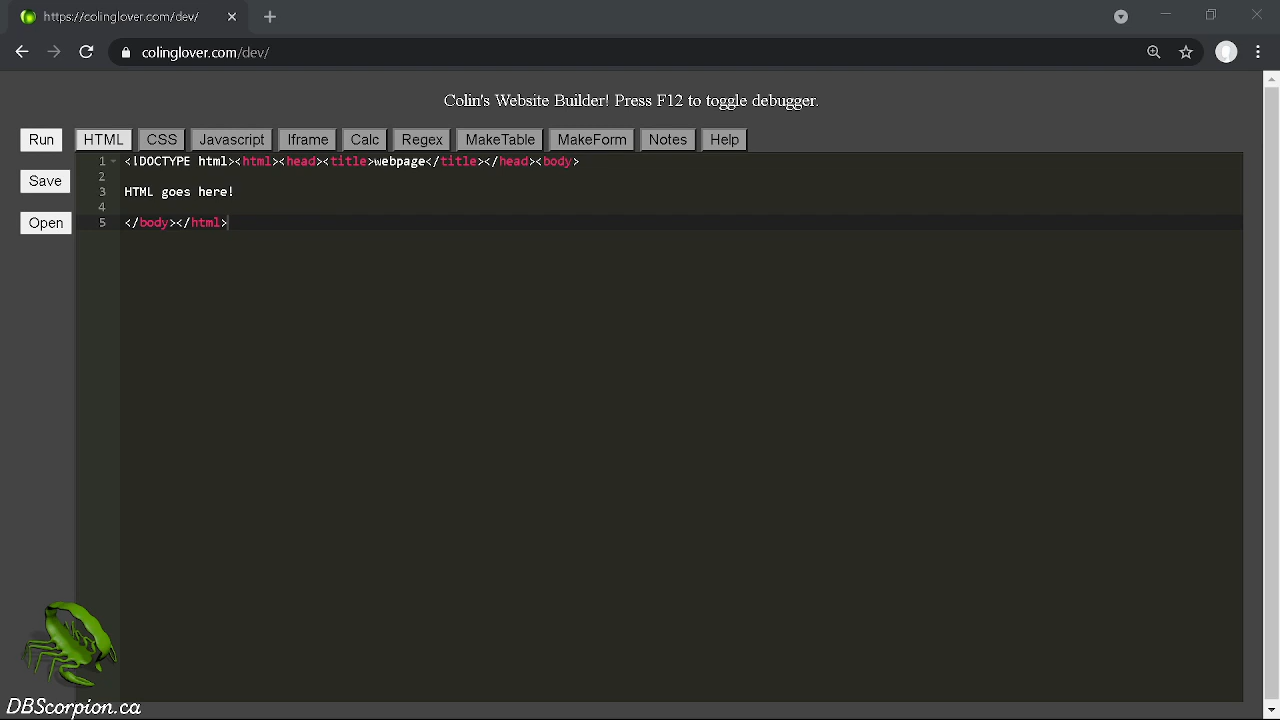 https://colinglover.com/dev/
colinglover.com/dev/
Colin's Website Builder! Press F12 to toggle debugger.
Run HTML CSS Javascript Iframe Calc Regex MakeTable MakeForm Notes Help
1 <!DOCTYPE html><html><head><title>webpage</title></head><body>
2
Save
3 HTML goes here!
4
Open
5 </body></html>
DBScorpion.ca